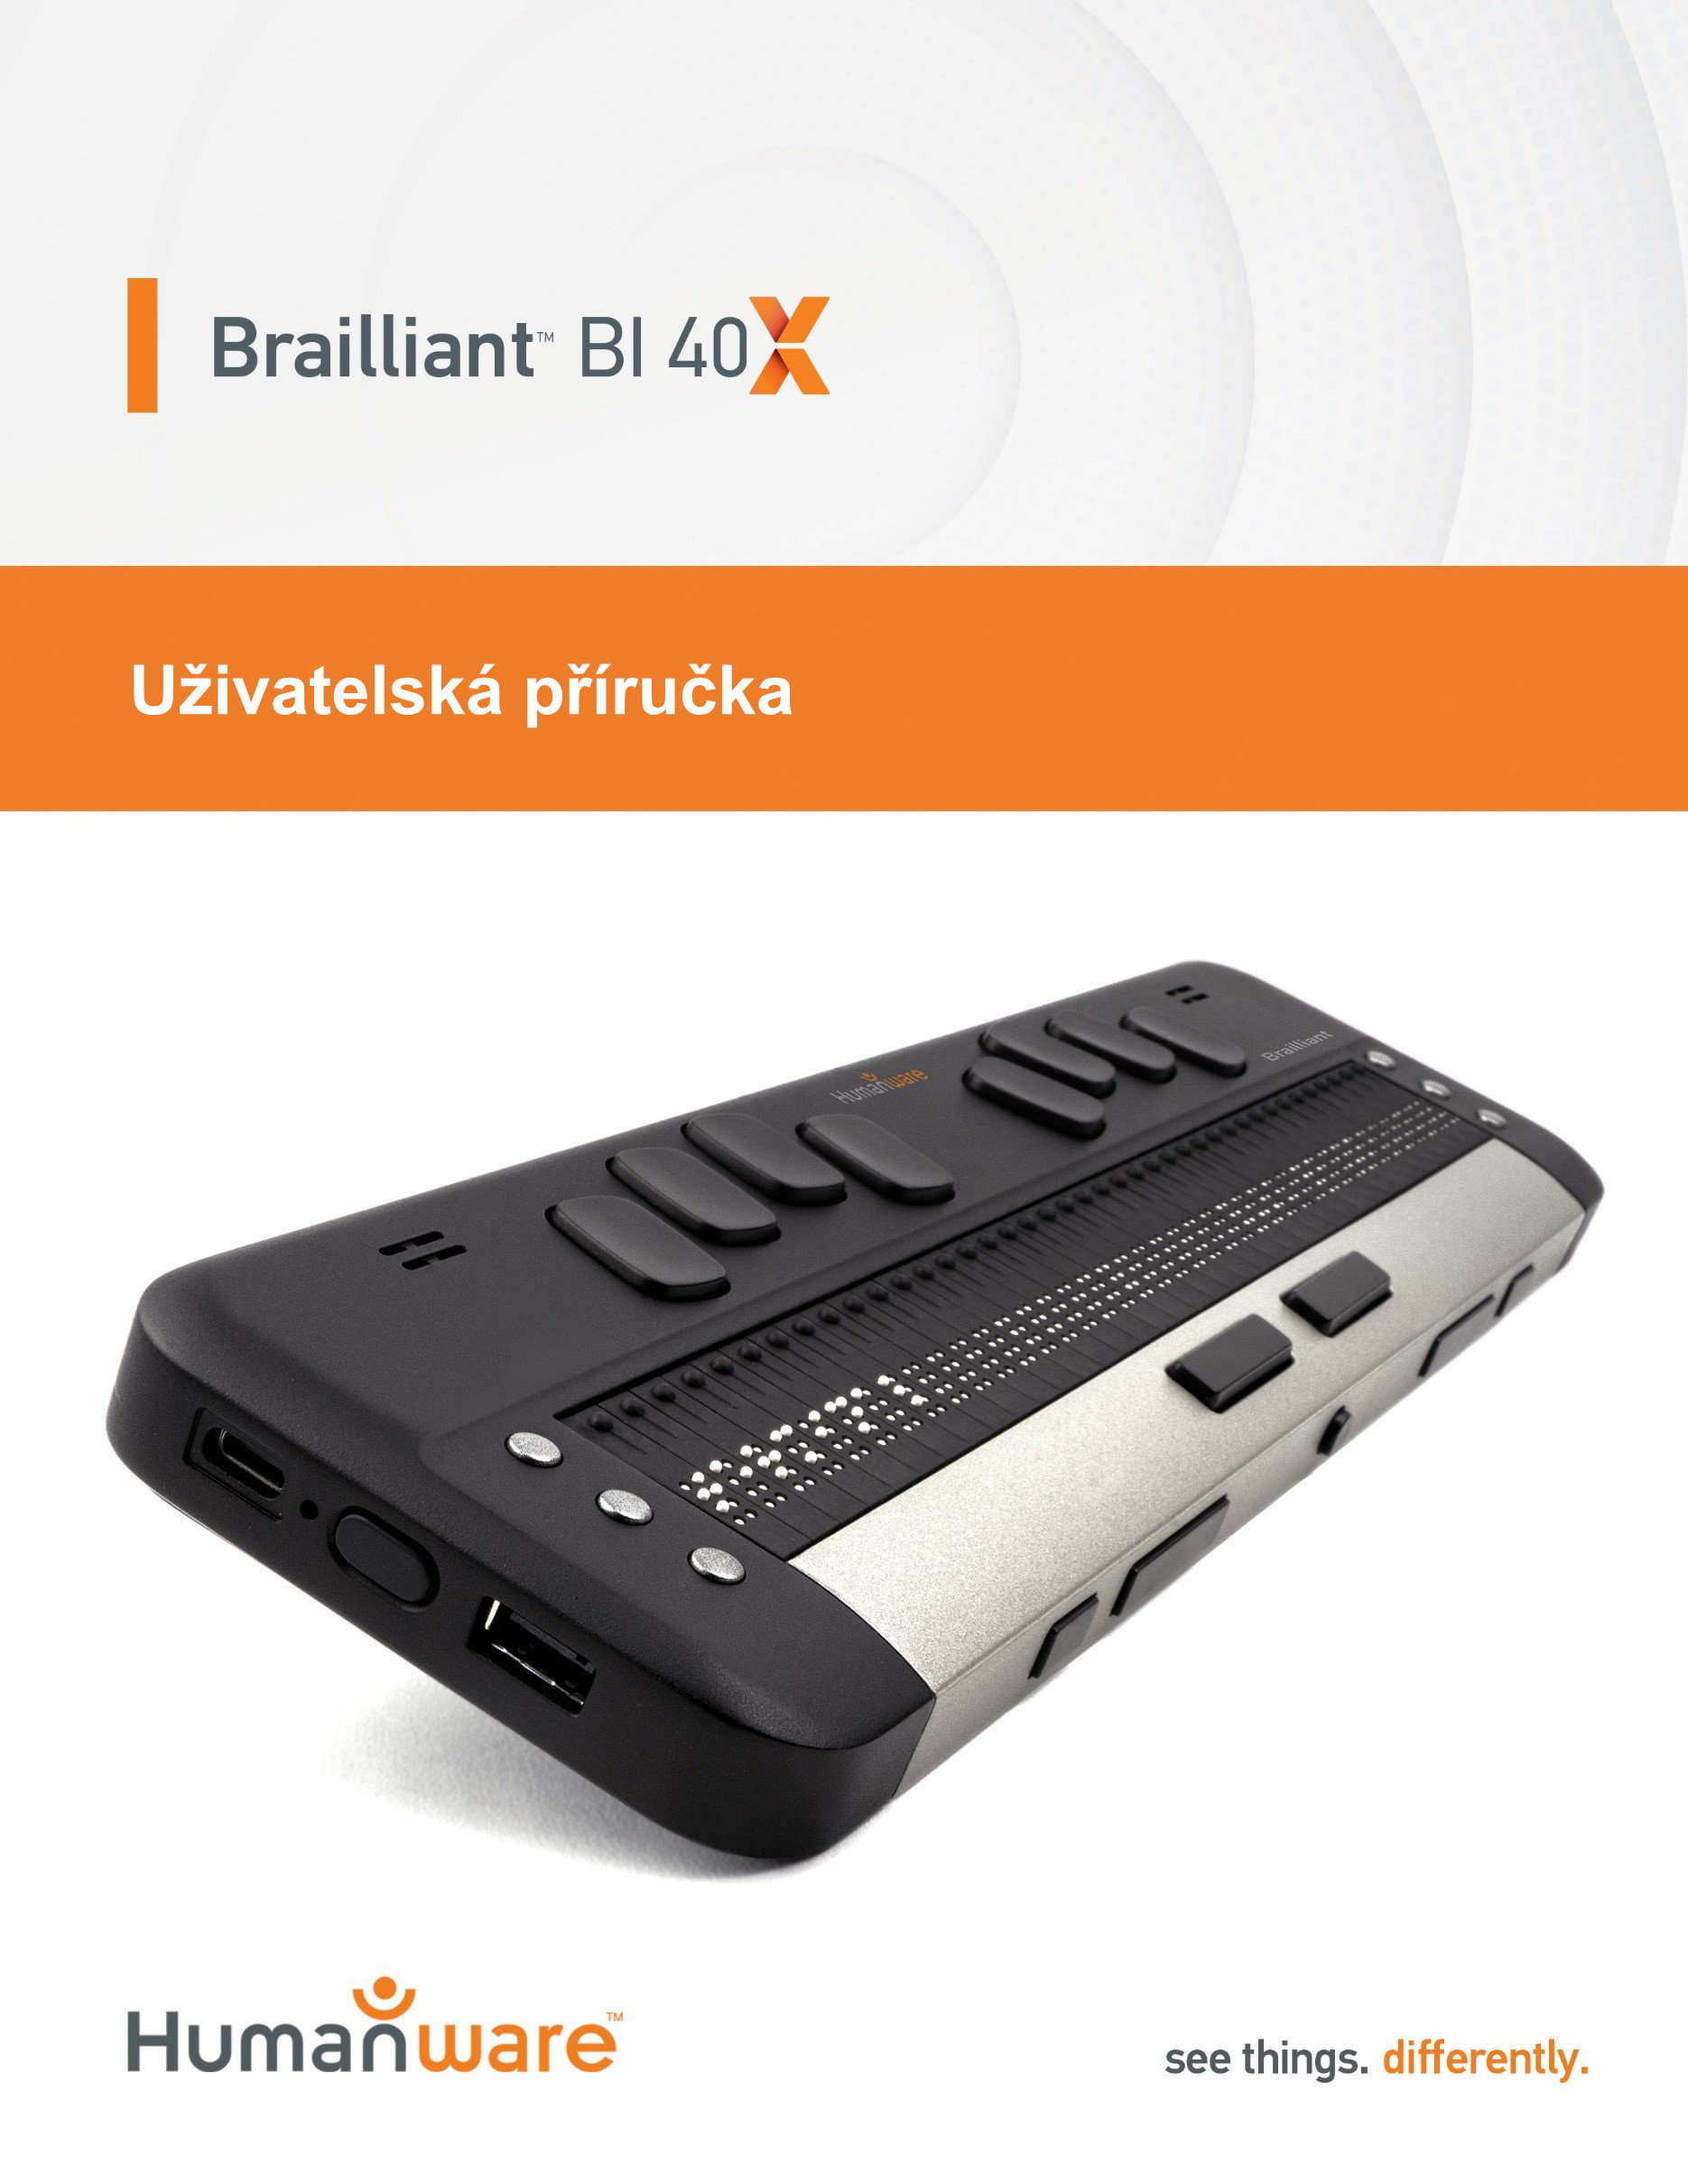 Brailliant™ BI 40X
Uživatelská příručka
Humanware
Brailliant
Humanware™
see things. differently.